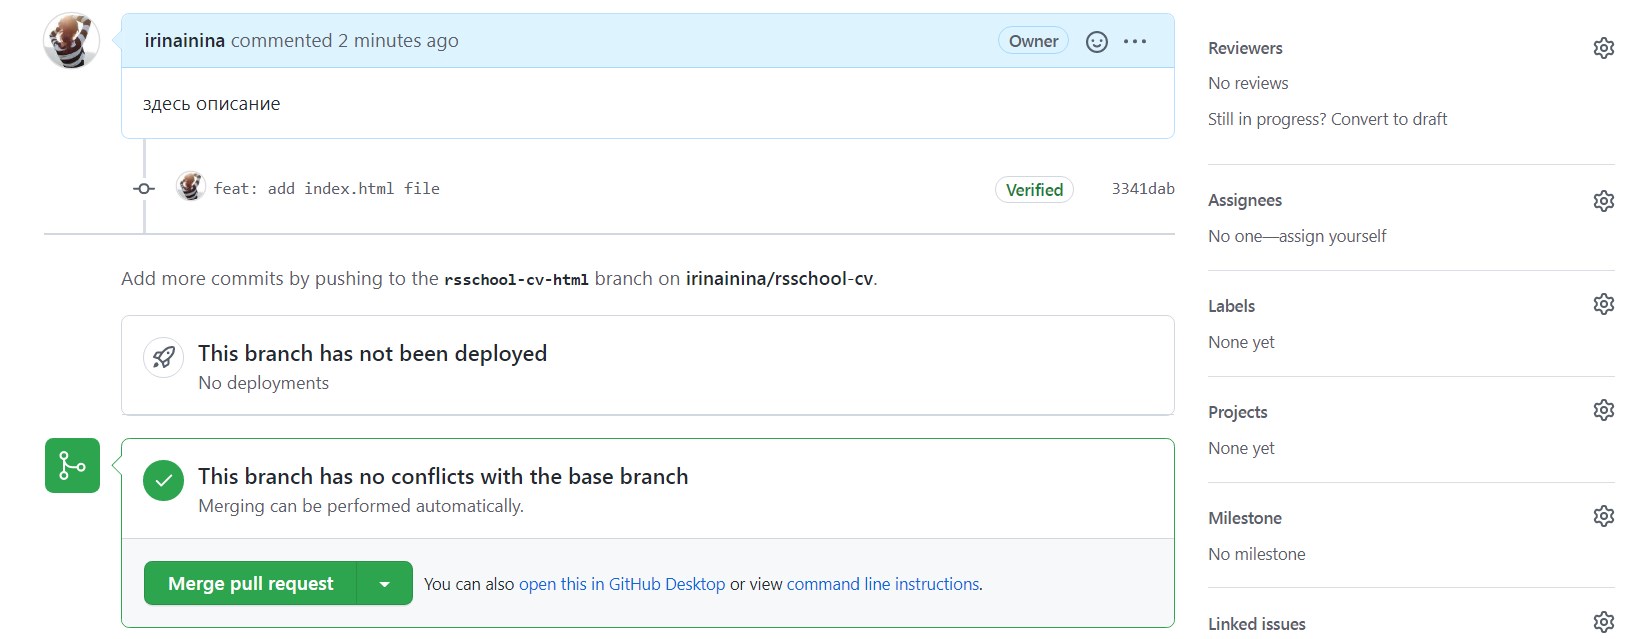 irinainina commented 2 minutes ago
Owner
здесь описание
feat: add index.html file
Verified
3341dab
Add more commits by pushing to the rsschool-cv-html branch on irinainina/rsschool-cv.
This branch has not been deployed
No deployments
This branch has no conflicts with the base branch
Merging can be performed automatically.
Merge pull request
You can also open this in GitHub Desktop or view command line instructions.
Reviewers
No reviews
Still in progress? Convert to draft
Assignees
No one—assign yourself
Labels
None yet
Projects
None yet
Milestone
No milestone
Linked issues